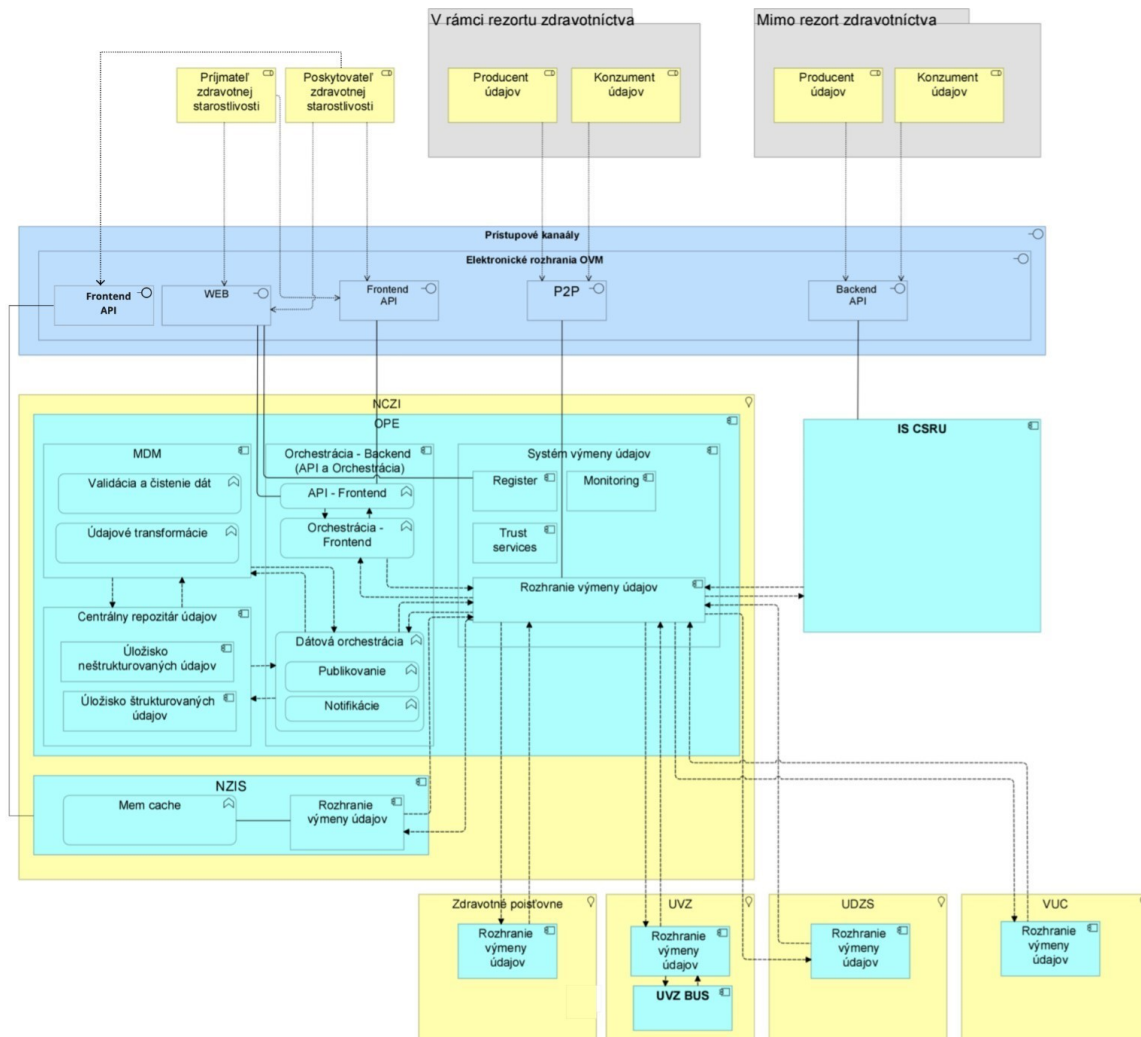 V rámci rezortu zdravotníctva
Mimo rezort zdravotníctva
Príjmateľ
zdravotnej
starostlivosti
Poskytovateľ
zdravotnej
starostlivosti
Producent
údajov
Konzument
údajov
Producent
údajov
Konzument
údajov
Prístupové kanaály
Elektronické rozhrania OVM
Frontend
API
WEB
Frontend
API
P2P
Backend
API
NCZI
OPE
IS CSRU
MDM
Validácia a čistenie dát
Údajové transformácie
Orchestrácia - Backend
(API a Orchestrácia)
API - Frontend
Orchestrácia -
Frontend
Systém výmeny údajov
Register
Monitoring
Trust
services
Rozhranie výmeny údajov
Centrálny repozitár údajov
Úložisko
neštrukturovaných údajov
Úložisko štrukturovaných
údajov
Dátová orchestrácia
Publikovanie
Notifikácie
NZIS
Mem cache
Rozhranie
výmeny údajov
Zdravotné poisťovne
Rozhranie
výmeny
údajov
UVZ
Rozhranie
výmeny
údajov
UVZ BUS
UDZS
Rozhranie
výmeny
údajov
VUC
Rozhranie
výmeny
údajov